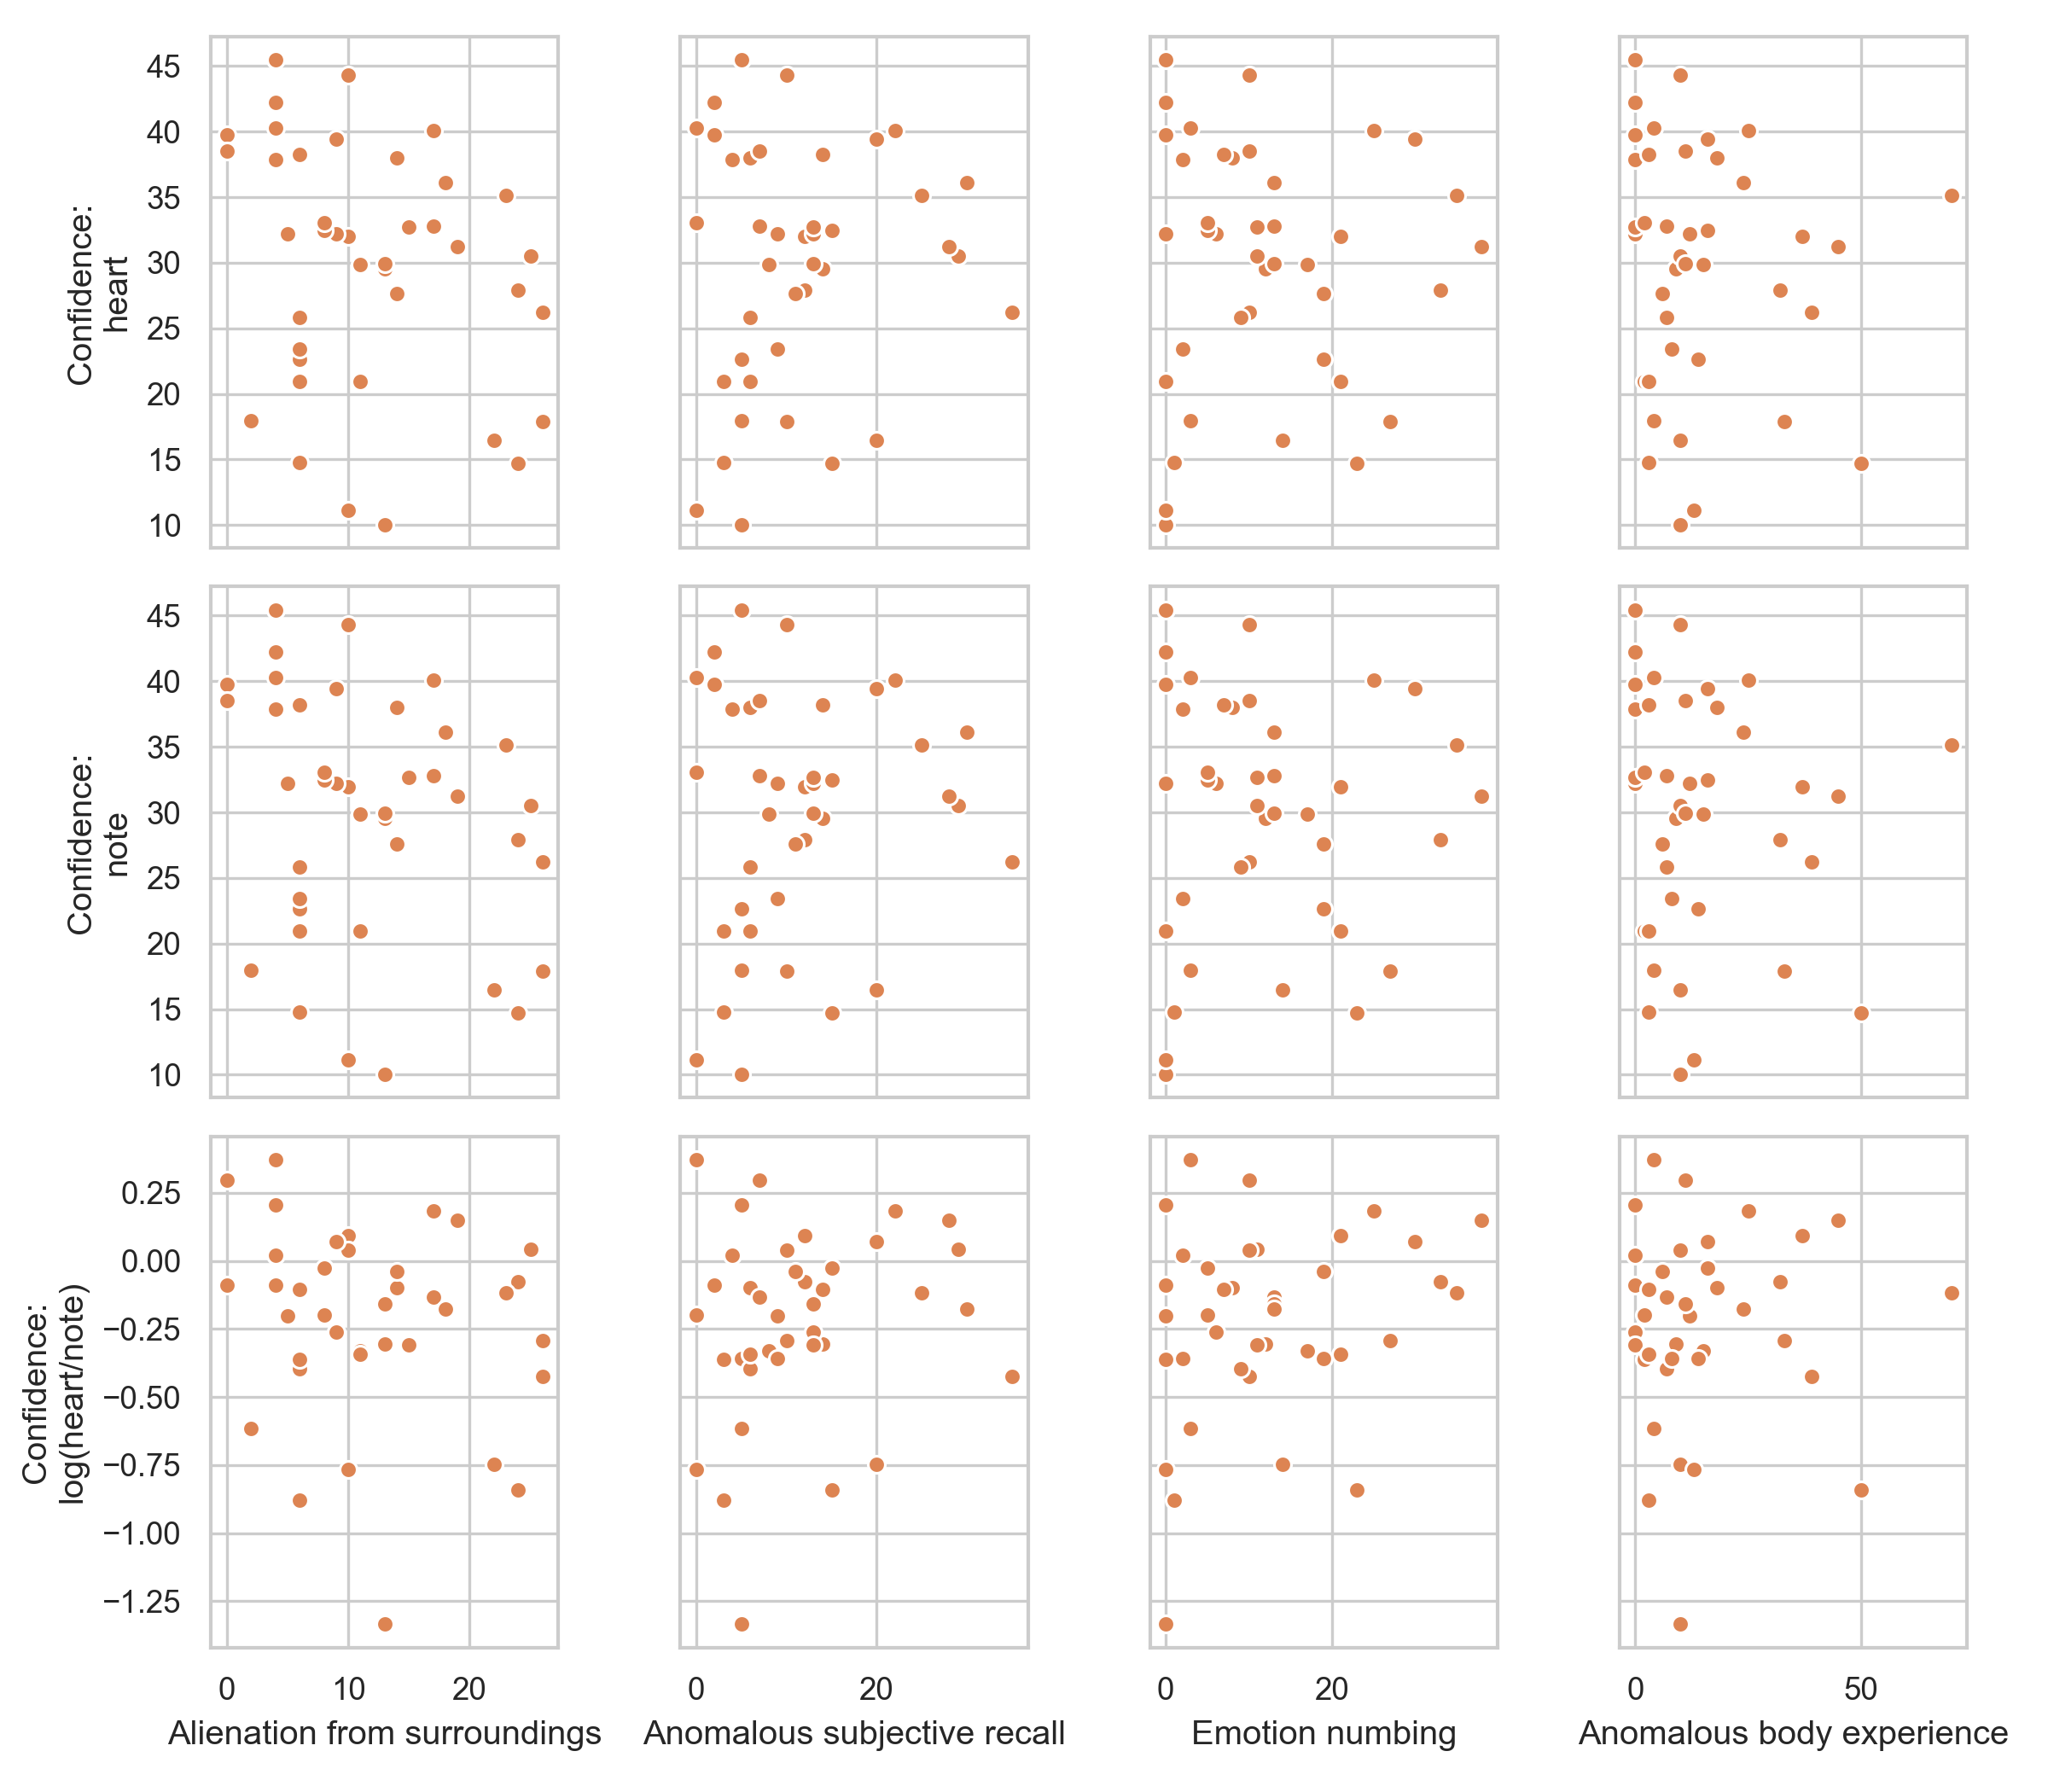 45
40
35
30
25
20
15
10
Confidence:
heart
45
40
35
30
25
20
15
10
Confidence:
note
0.25
0.00
−0.25
−0.50
−0.75
−1.00
−1.25
Confidence:
log(heart/note)
0 10 20
Alienation from surroundings
0 20
Anomalous subjective recall
0 20
Emotion numbing
0 50
Anomalous body experience